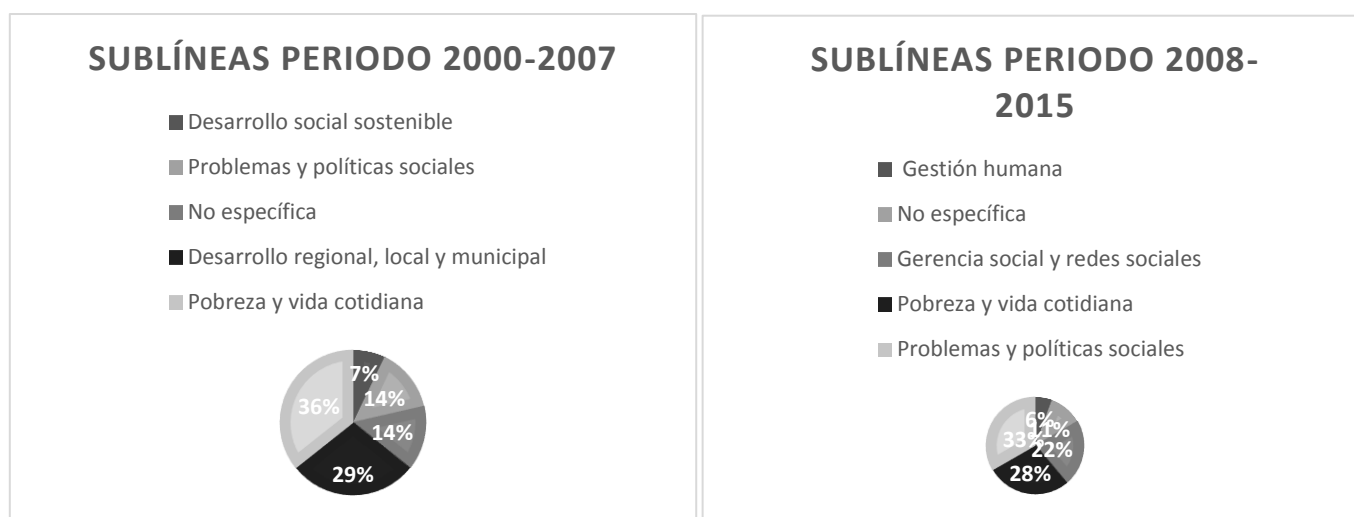 SUBLÍNEAS PERIODO 2000-2007
Desarrollo social sostenible
Problemas y políticas sociales
No específica
Desarrollo regional, local y municipal
Pobreza y vida cotidiana
7%
14%
14%
29%
36%
SUBLÍNEAS PERIODO 2008-
2015
Gestión humana
No específica
Gerencia social y redes sociales
Pobreza y vida cotidiana
Problemas y políticas sociales
6%
11%
22%
28%
33%